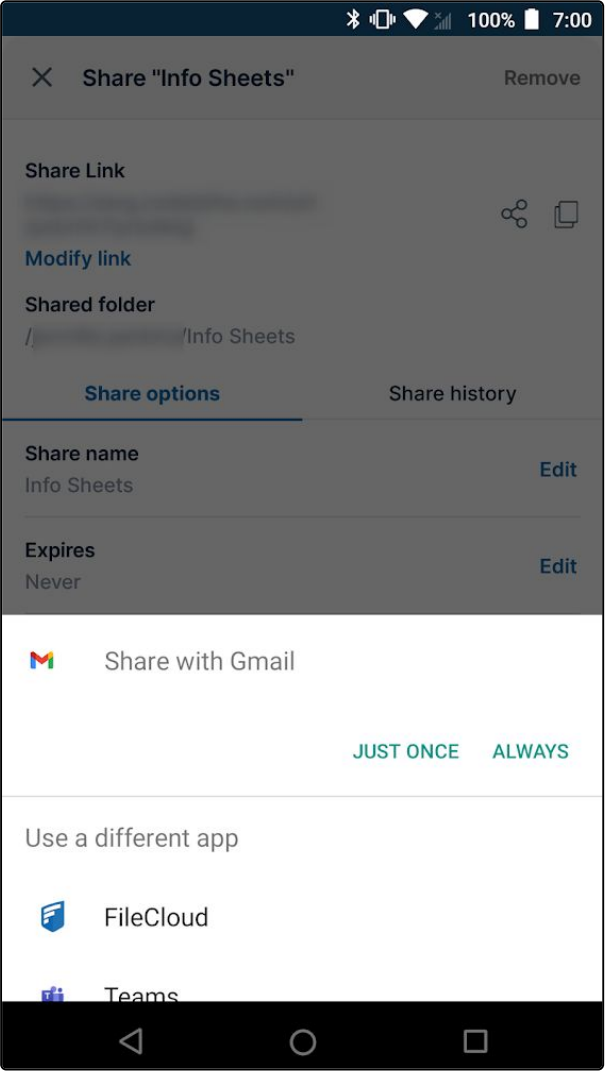 100% 7:00
Share "Info Sheets" Remove
Share Link
Modify link
Shared folder
/Info Sheets
Share options Share history
Share name
Info Sheets Edit
Expires
Never Edit
Share with Gmail
JUST ONCE ALWAYS
Use a different app
FileCloud
Teams